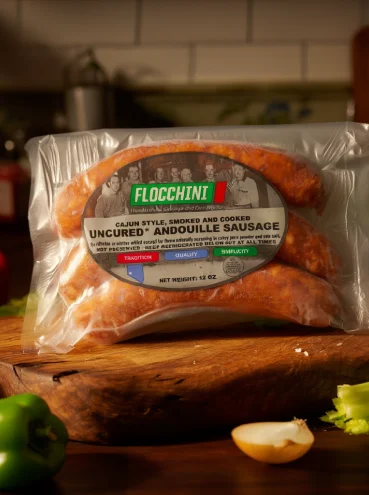 FLOCCHINI
CAJUN STYLE, SMOKED AND COOKED
UNCURED* ANDOUILLE SAUSAGE
NOT PRESERVED - KEEP REFRIGERATED BELOW 40°F AT ALL TIMES
TRADITION QUALITY SIMPLICITY
NET WEIGHT: 12 OZ.